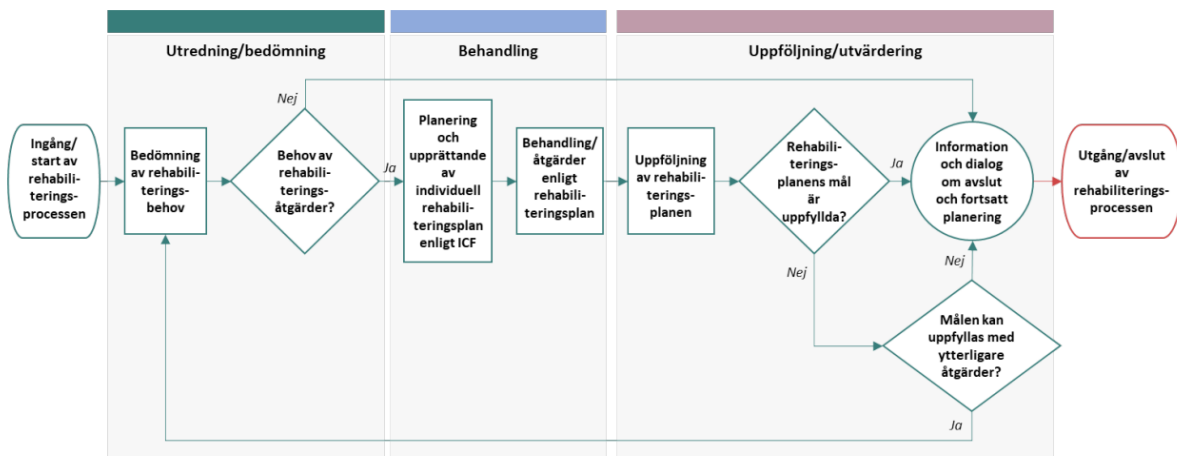 Utredning/bedömning
Behandling
Uppföljning/utvärdering
Ingång/
start av
rehabili-
terings-
processen
Bedömning
av rehabili-
terings-
behov
Nej
Behov av
rehabili-
terings-
åtgärder?
Ja
Planering
och
upprättande
av
individuell
rehabili-
teringsplan
enligt ICF
Behandling/
åtgärder
enligt
rehabili-
teringsplan
Uppföljning
av rehabili-
terings-
planen
Rehabili-
terings-
planens mål
är
uppfyllda?
Ja
Nej
Information
och dialog
om avslut
och fortsatt
planering
Utgång/avslut
av
rehabiliterings-
processen
Nej
Målen kan
uppfyllas med
ytterligare
åtgärder?
Ja